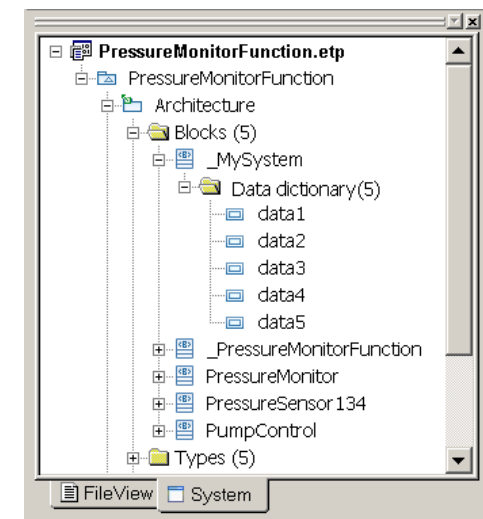 PressureMonitorFunction.etp
PressureMonitorFunction
Architecture
Blocks (5)
_MySystem
Data dictionary(5)
data1
data2
data3
data4
data5
_PressureMonitorFunction
PressureMonitor
PressureSensor134
PumpControl
Types (5)
FileView System